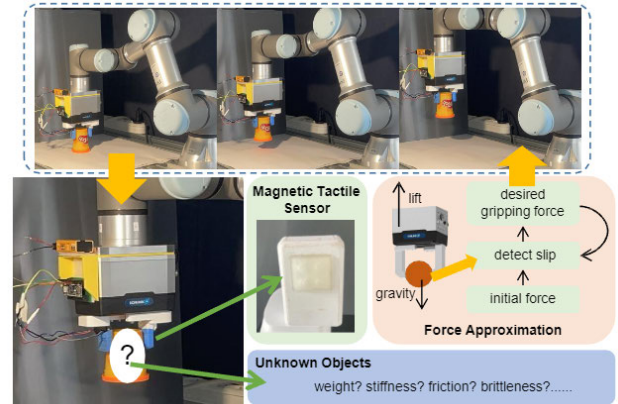 Magnetic Tactile
Sensor
lift
gravity
desired
gripping force
detect slip
initial force
Force Approximation
?
Unknown Objects
weight? stiffness? friction? brittleness?......